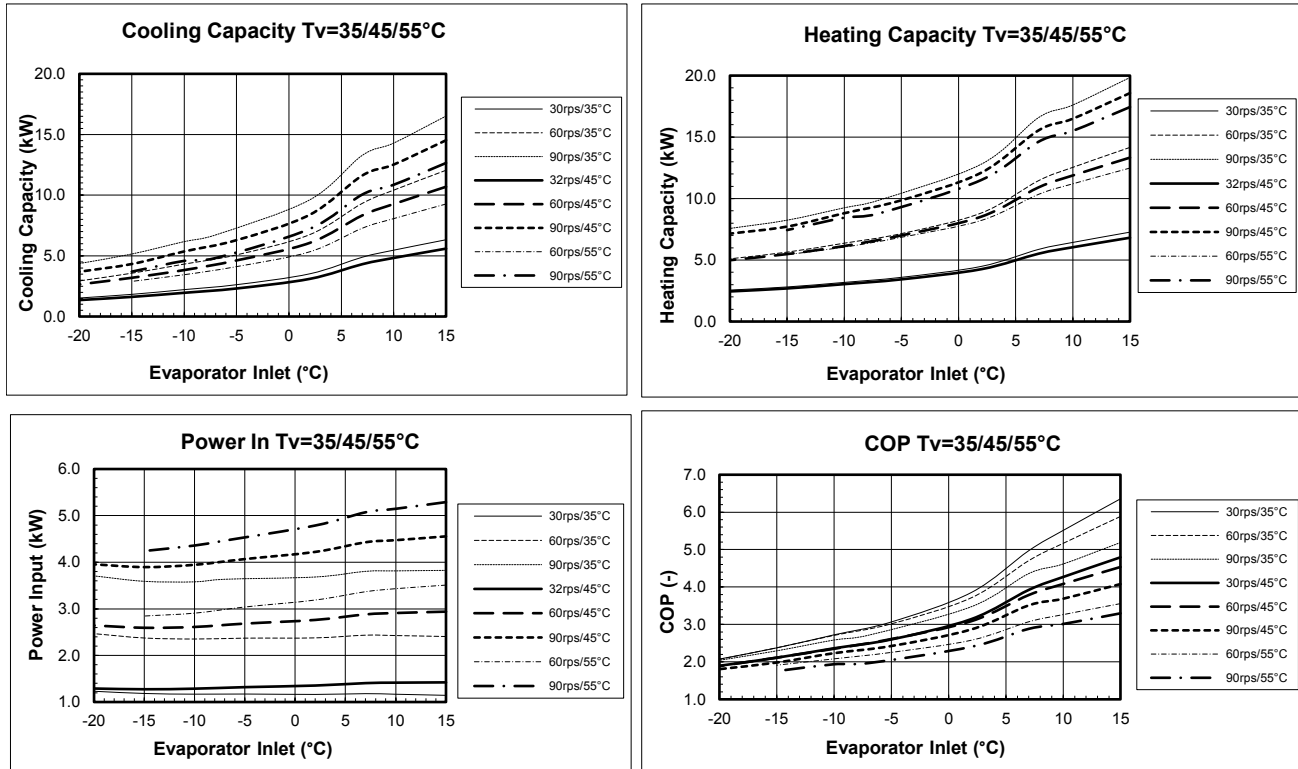 Cooling Capacity Tv=35/45/55°C
20.0
15.0
10.0
5.0
0.0
Cooling Capacity (kW)
-20 -15 -10 -5 0 5 10 15
Evaporator Inlet (°C)
30rps/35°C
60rps/35°C
90rps/35°C
32rps/45°C
60rps/45°C
90rps/45°C
60rps/55°C
90rps/55°C
Heating Capacity Tv=35/45/55°C
20.0
15.0
10.0
5.0
0.0
Heating Capacity (kW)
-20 -15 -10 -5 0 5 10 15
Evaporator Inlet (°C)
30rps/35°C
60rps/35°C
90rps/35°C
32rps/45°C
60rps/45°C
90rps/45°C
60rps/55°C
90rps/55°C
Power In Tv=35/45/55°C
6.0
5.0
4.0
3.0
2.0
1.0
Power Input (kW)
-20 -15 -10 -5 0 5 10 15
Evaporator Inlet (°C)
30rps/35°C
60rps/35°C
90rps/35°C
32rps/45°C
60rps/45°C
90rps/45°C
60rps/55°C
90rps/55°C
COP Tv=35/45/55°C
7.0
6.0
5.0
4.0
3.0
2.0
1.0
COP (-)
-20 -15 -10 -5 0 5 10 15
Evaporator Inlet (°C)
30rps/35°C
60rps/35°C
90rps/35°C
30rps/45°C
60rps/45°C
90rps/45°C
60rps/55°C
90rps/55°C